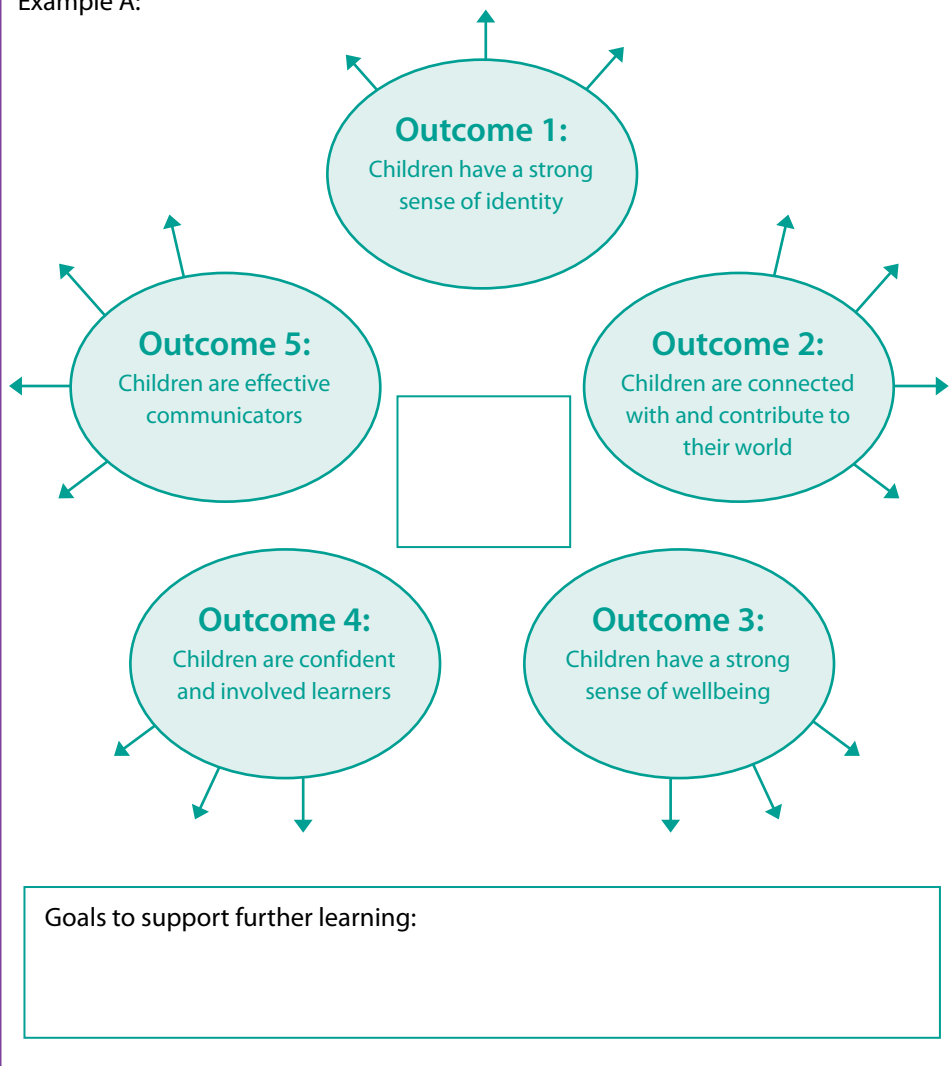 Example A:
Outcome 1:
Children have a strong
sense of identity
Outcome 5:
Children are effective
communicators
Outcome 2:
Children are connected
with and contribute to
their world
Outcome 4:
Children are confident
and involved learners
Outcome 3:
Children have a strong
sense of wellbeing
Goals to support further learning: